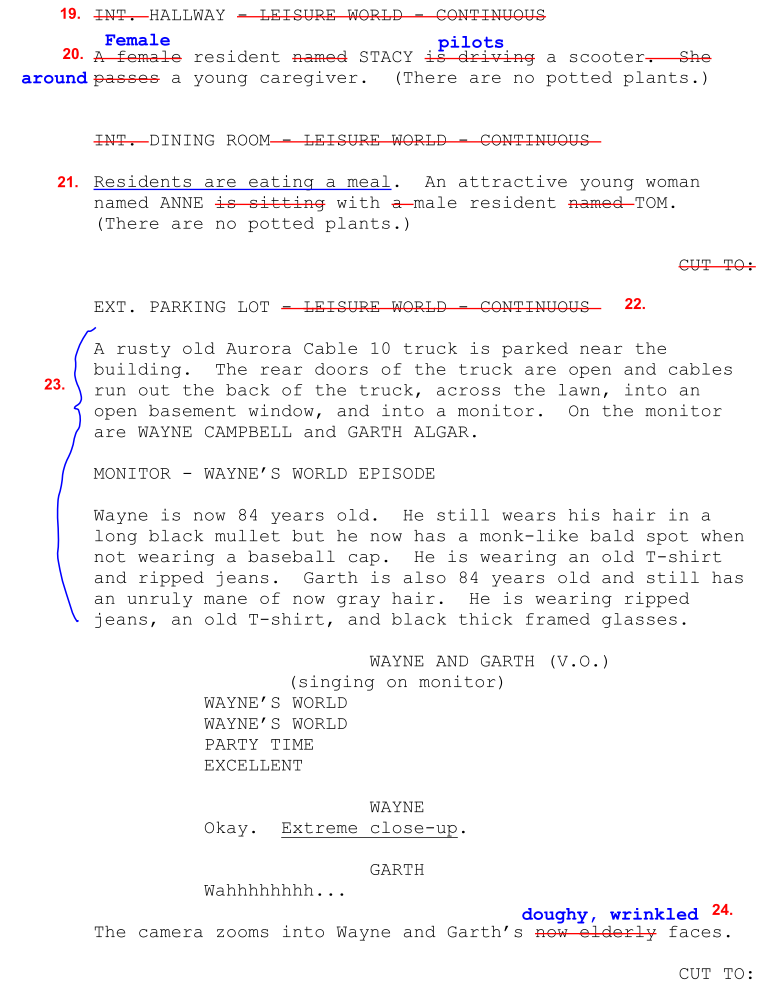 19. INT. HALLWAY - LEISURE WORLD - CONTINUOUS
Female pilots
20. A female resident named STACY is driving a scooter. She
around passes a young caregiver. (There are no potted plants.)
INT. DINING ROOM - LEISURE WORLD - CONTINUOUS
21. Residents are eating a meal. An attractive young woman
named ANNE is sitting with a male resident named TOM.
(There are no potted plants.)
CUT TO:
EXT. PARKING LOT - LEISURE WORLD - CONTINUOUS 22.
A rusty old Aurora Cable 10 truck is parked near the
building. The rear doors of the truck are open and cables
23. run out the back of the truck, across the lawn, into an
open basement window, and into a monitor. On the monitor
are WAYNE CAMPBELL and GARTH ALGAR.
MONITOR - WAYNE'S WORLD EPISODE
Wayne is now 84 years old. He still wears his hair in a
long black mullet but he now has a monk-like bald spot when
not wearing a baseball cap. He is wearing an old T-shirt
and ripped jeans. Garth is also 84 years old and still has
an unruly mane of now gray hair. He is wearing ripped
jeans, an old T-shirt, and black thick framed glasses.
WAYNE AND GARTH (V.O.)
(singing on monitor)
WAYNE'S WORLD
WAYNE'S WORLD
PARTY TIME
EXCELLENT
WAYNE
Okay. Extreme close-up.
GARTH
Wahhhhhhhh...
doughy, wrinkled 24.
The camera zooms into Wayne and Garth's now elderly faces.
CUT TO: